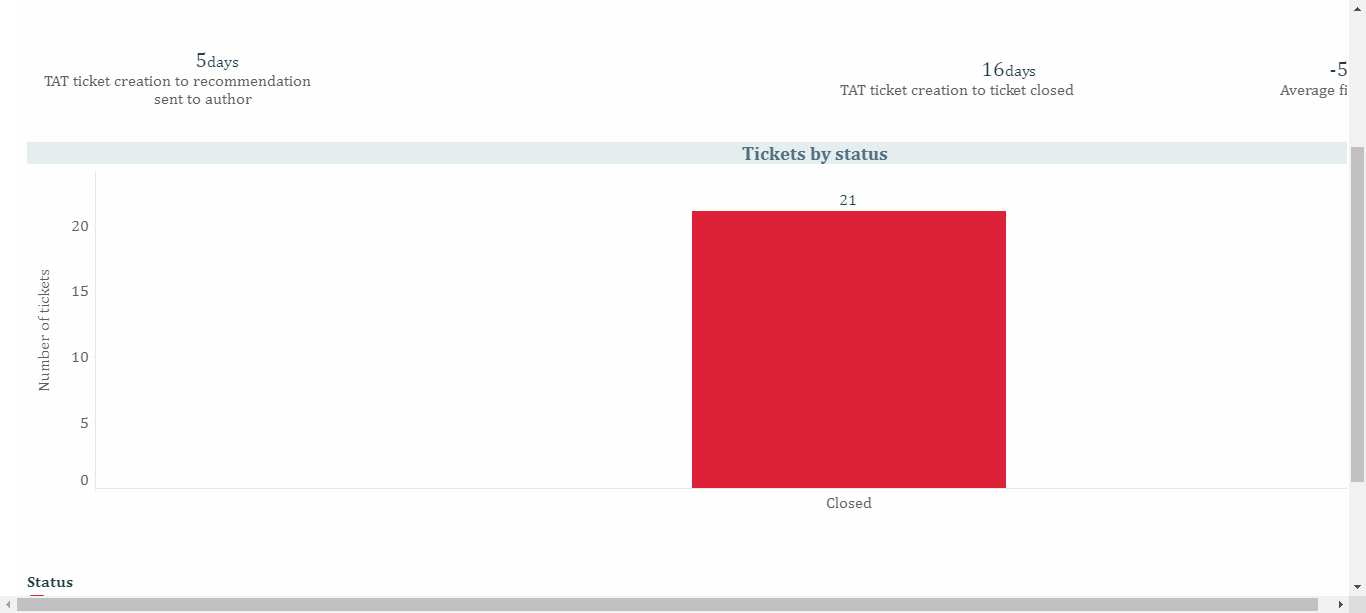 5days
TAT ticket creation to recommendation
sent to author
16days
TAT ticket creation to ticket closed
-5
Average fi
Tickets by status
21
20
15
10
5
0
Number of tickets
Closed
Status